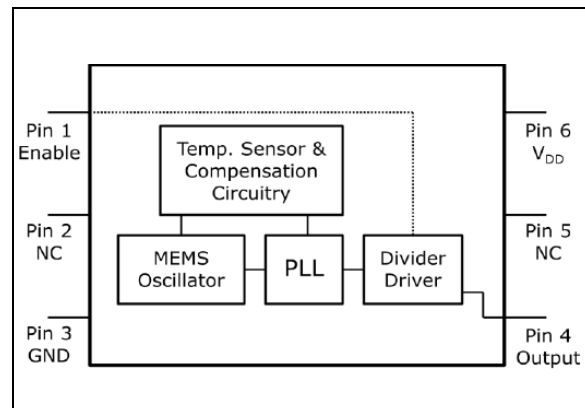 Pin 1
Enable
Pin 2
NC
Pin 3
GND
Temp. Sensor &
Compensation
Circuitry
MEMS
Oscillator
PLL
Divider
Driver
Pin 6
VDD
Pin 5
NC
Pin 4
Output